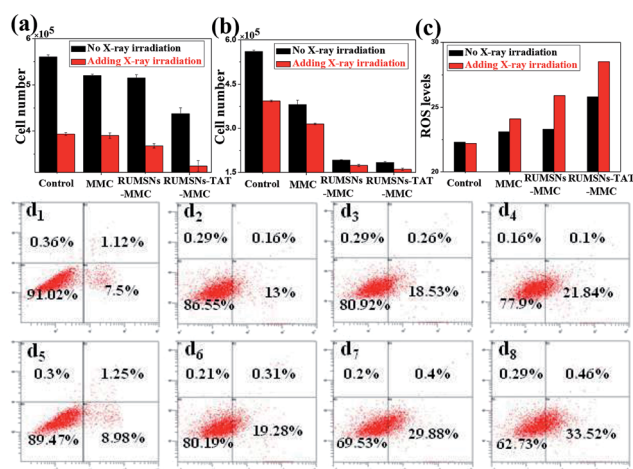 (a)
×10⁵
6
4
Cell number
No X-ray irradiation
Adding X-ray irradiation
Control
MMC
RUMSNs
-MMC
RUMSNs-TAT
-MMC
(b)
×10⁵
6.0
4.5
3.0
1.5
Cell number
No X-ray irradiation
Adding X-ray irradiation
Control
MMC
RUMSNs
-MMC
RUMSNs-TAT
-MMC
(c)
30
25
20
ROS levels
No X-ray irradiation
Adding X-ray irradiation
Control
MMC
RUMSNs
-MMC
RUMSNs-TAT
-MMC
d1
0.36% 1.12%
91.02% 7.5%
d2
0.29% 0.16%
86.55% 13%
d3
0.29% 0.26%
80.92% 18.53%
d4
0.16% 0.1%
77.9% 21.84%
d5
0.3% 1.25%
89.47% 8.98%
d6
0.21% 0.31%
80.19% 19.28%
d7
0.2% 0.4%
69.53% 29.88%
d8
0.29% 0.46%
62.73% 33.52%